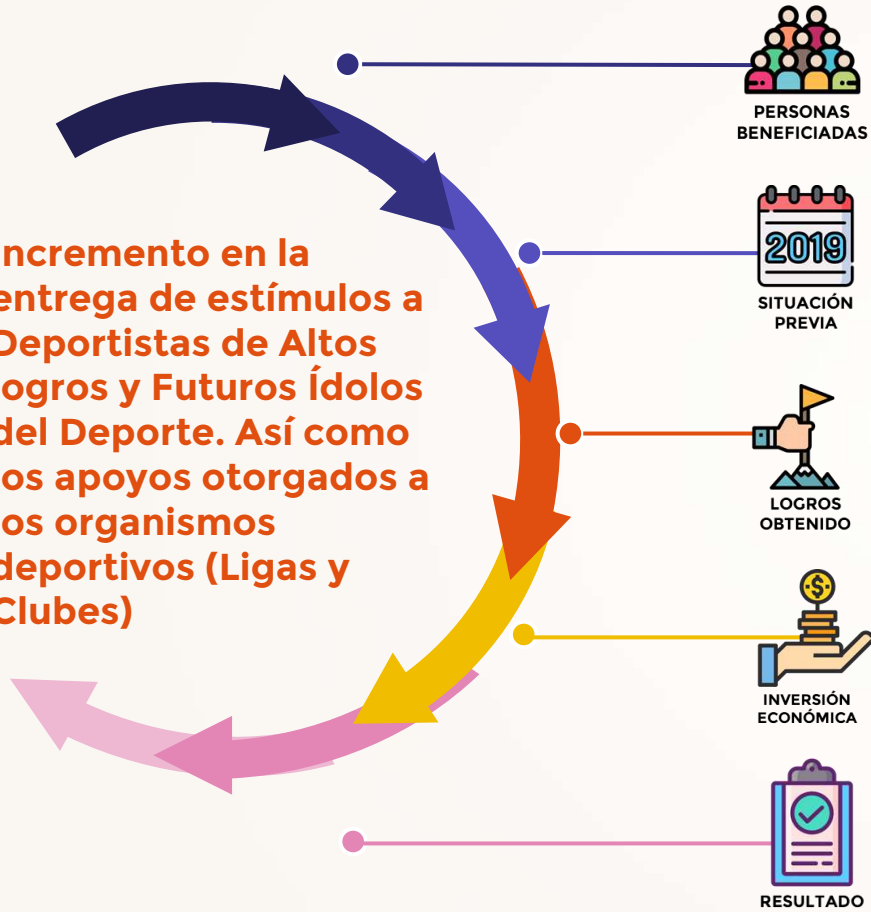 ncremento en la
entrega de estímulos a
Deportistas de Altos
ogros y Futuros Ídolos
del Deporte. Así como
os apoyos otorgados a
os organismos
deportivos (Ligas y
Clubes)
PERSONAS
BENEFICIADAS
2019
SITUACIÓN
PREVIA
LOGROS
OBTENIDO
$
INVERSIÓN
ECONÓMICA
RESULTADO